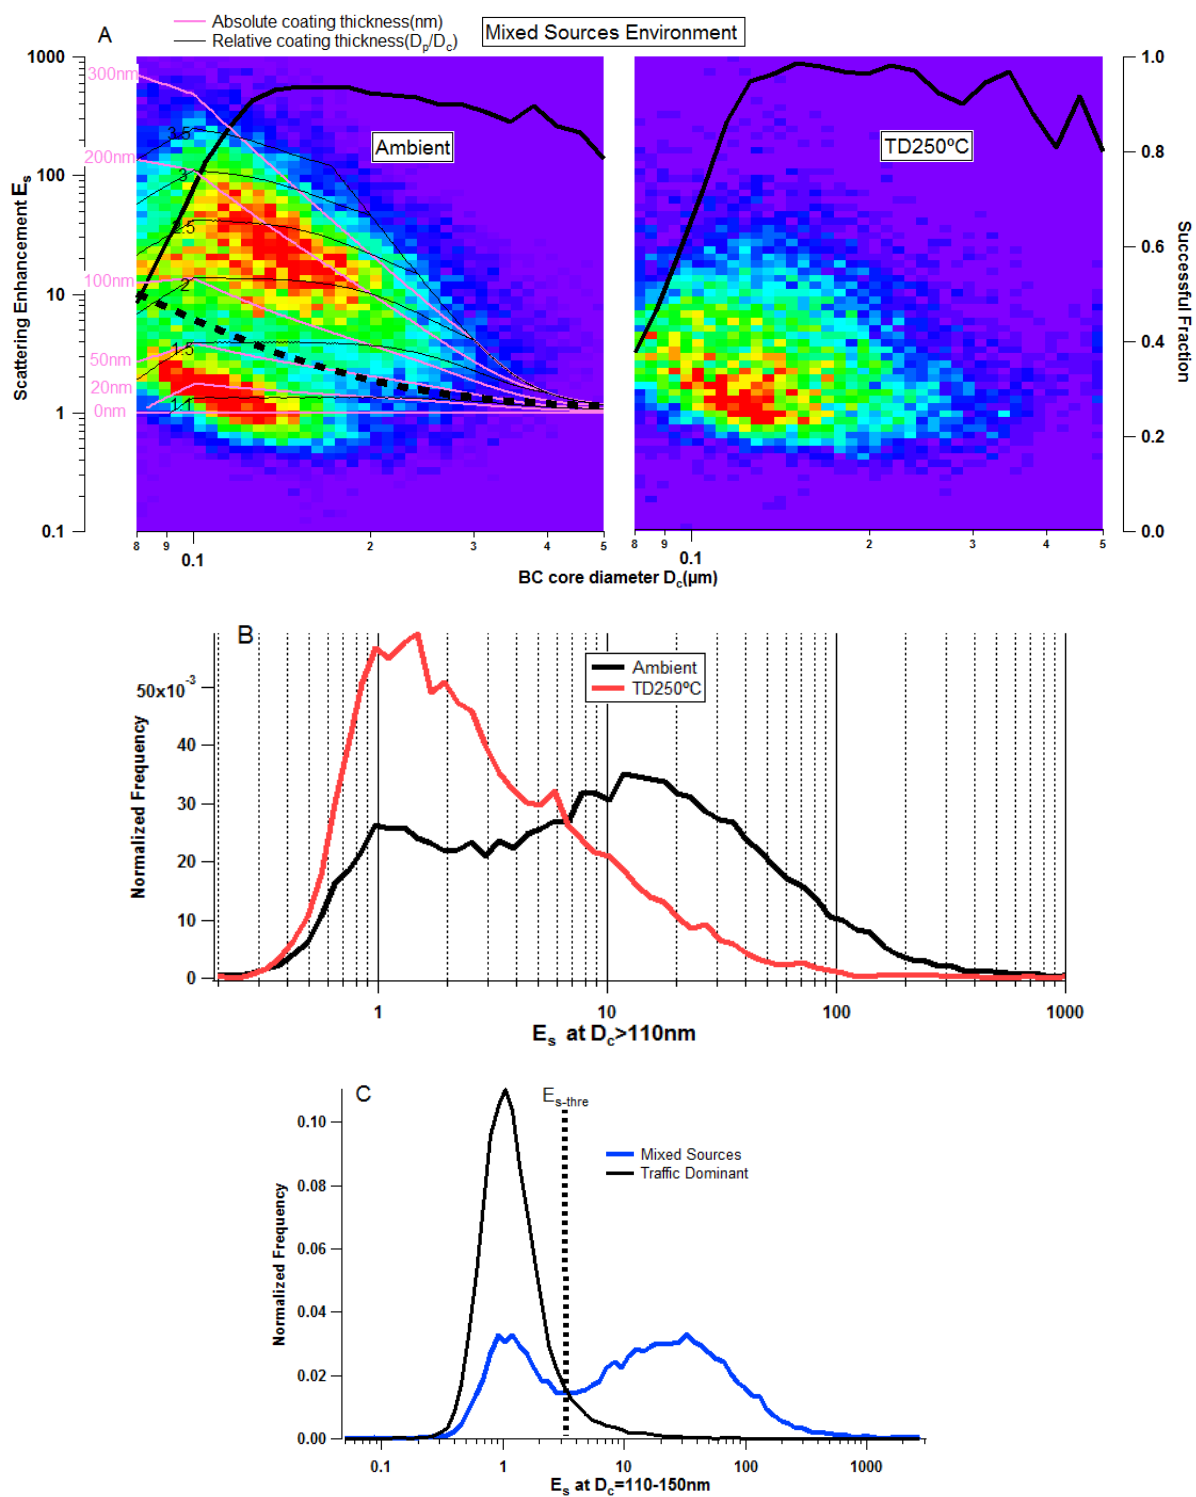 A
Absolute coating thickness(nm)
Relative coating thickness(Dp/Dc)
Mixed Sources Environment
Scattering Enhancement Es
1000
100
10
1
0.1
300nm
200nm
100nm
50nm
20nm
0nm
3.5
3
2.5
2
1.5
1.1
Ambient
TD250ºC
1.0
0.8
0.6
0.4
0.2
0.0
Successful Fraction
8 9 0.1 2 3 4 5
8 9 0.1 2 3 4 5
BC core diameter Dc(µm)
B
Ambient
TD250ºC
Normalized Frequency
50x10-3
40
30
20
10
0
1 10 100 1000
Es at Dc>110nm
C
Es-thre
Mixed Sources
Traffic Dominant
Normalized Frequency
0.10
0.08
0.06
0.04
0.02
0.00
0.1 1 10 100 1000
Es at Dc=110-150nm